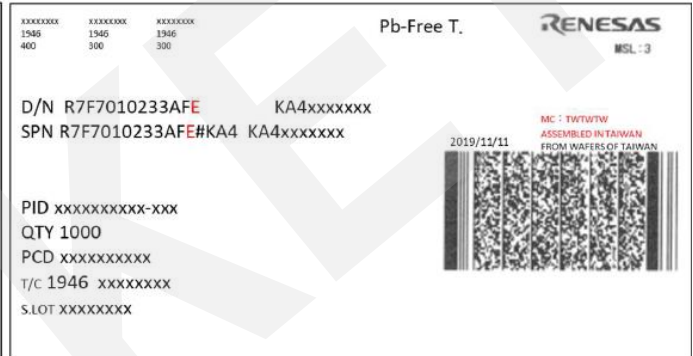 xxxxxxxx xxxxxxxx xxxxxxxx
1946 1946 1946
400 300 300
Pb-Free T.
RENESAS
MSL:3
D/N R7F7010233AFE KA4xxxxxxx
SPN R7F7010233AFE#KA4 KA4xxxxxxx
MC : TWTWTW
ASSEMBLED IN TAIWAN
2019/11/11 FROM WAFERS OF TAIWAN
PID xxxxxxxxxx-xxx
QTY 1000
PCD xxxxxxxxxx
T/C 1946 xxxxxxxx
S.LOT XXXXXXXX